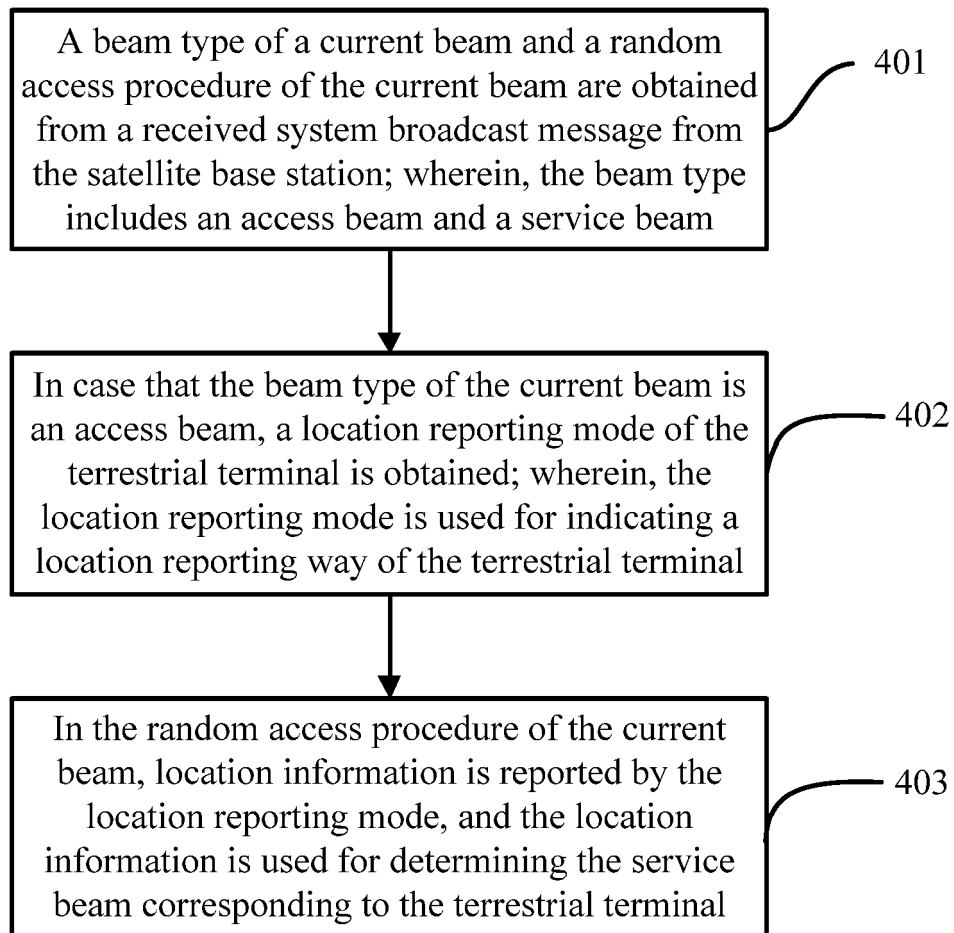 A beam type of a current beam and a random
access procedure of the current beam are obtained
from a received system broadcast message from
the satellite base station; wherein, the beam type
includes an access beam and a service beam
401
In case that the beam type of the current beam is
an access beam, a location reporting mode of the
terrestrial terminal is obtained; wherein, the
location reporting mode is used for indicating a
location reporting way of the terrestrial terminal
402
In the random access procedure of the current
beam, location information is reported by the
location reporting mode, and the location
information is used for determining the service
beam corresponding to the terrestrial terminal
403